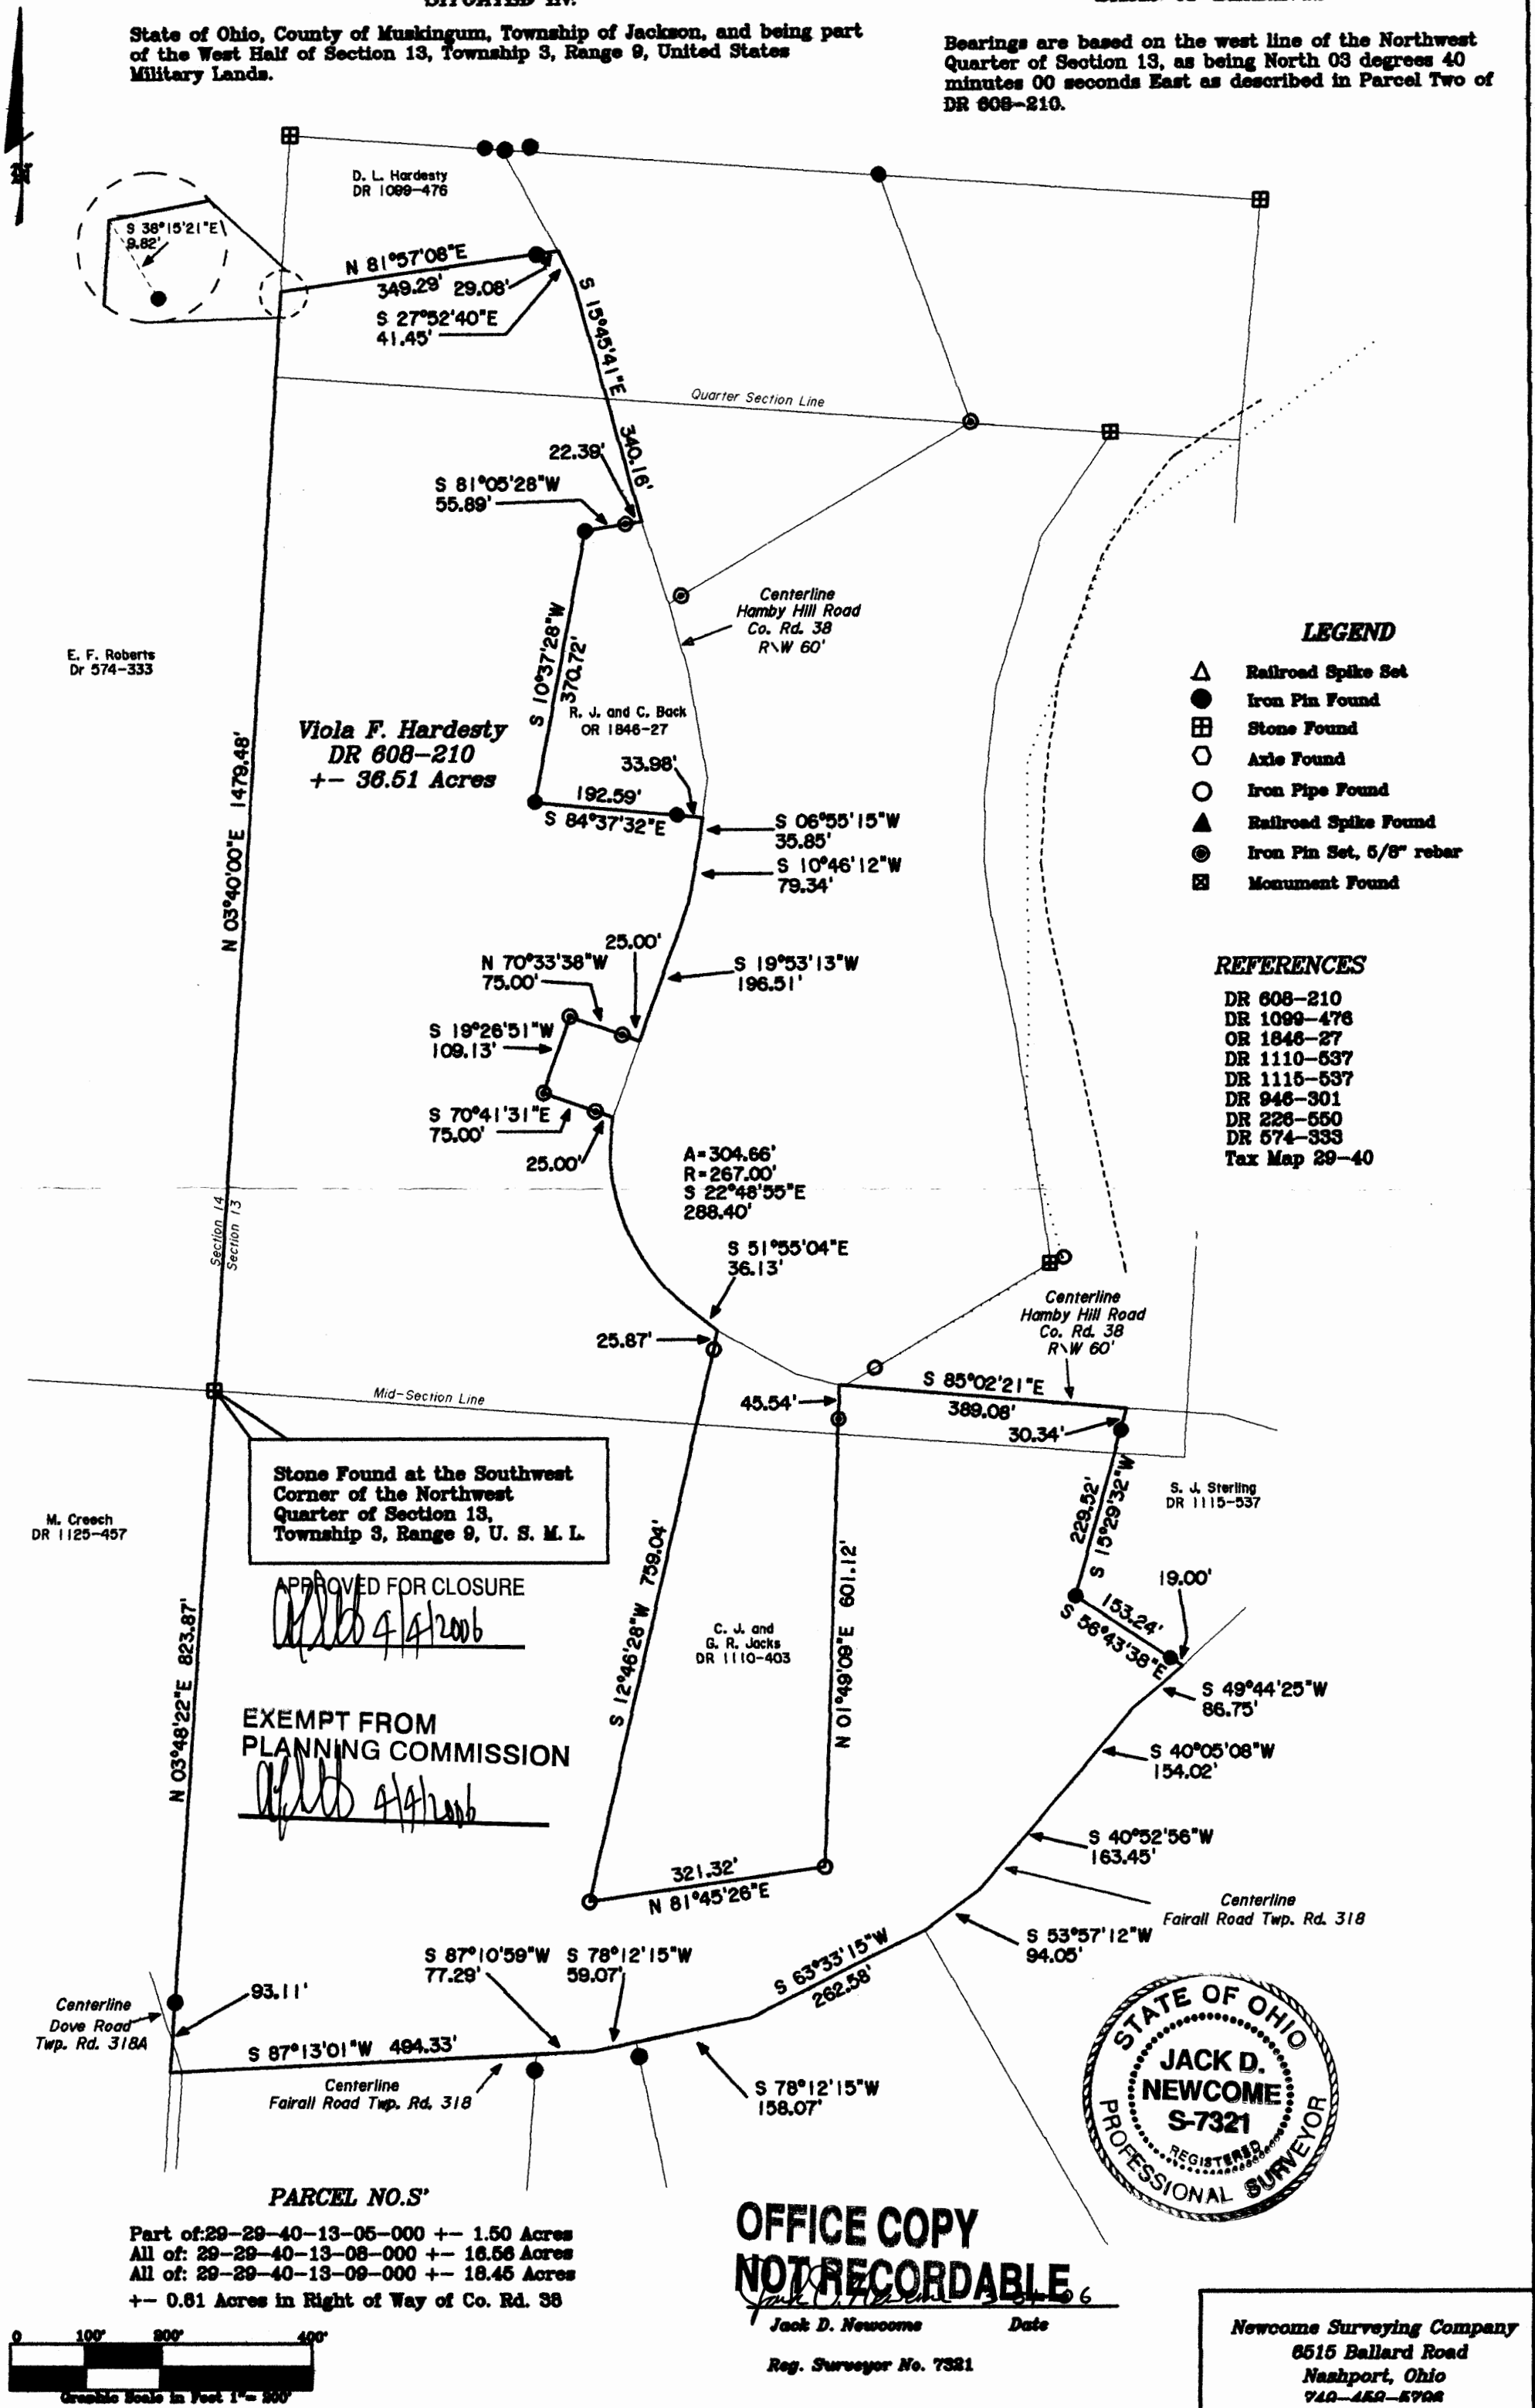 State of Ohio, County of Muskingum, Township of Jackson, and being part
of the West Half of Section 13, Township 3, Range 9, United States
Military Lands.
Bearings are based on the west line of the Northwest
Quarter of Section 13, as being North 03 degrees 40
minutes 00 seconds East as described in Parcel Two of
DR 608-210.
N
D. L. Hardesty
DR 1099-476
S 38°15'21"E
9.82'
N 81°57'08"E
349.29' 29.08'
S 27°52'40"E
41.45'
S 15°45'41"E
340.16'
Quarter Section Line
22.39'
S 81°05'28"W
55.89'
Centerline
Hamby Hill Road
Co. Rd. 38
R\W 60'
E. F. Roberts
Dr 574-333
S 10°37'28"W
370.72'
R. J. and C. Back
OR 1846-27
Viola F. Hardesty
DR 608-210
+- 36.51 Acres
33.98'
192.59'
S 84°37'32"E
S 06°55'15"W
35.85'
S 10°46'12"W
79.34'
N 03°40'00"E 1479.48'
LEGEND
Railroad Spike Set
Iron Pin Found
Stone Found
Axle Found
Iron Pipe Found
Railroad Spike Found
Iron Pin Set, 5/8" rebar
Monument Found
25.00'
N 70°33'38"W
75.00'
S 19°53'13"W
196.51'
S 19°26'51"W
109.13'
S 70°41'31"E
75.00'
25.00'
REFERENCES
DR 608-210
DR 1099-476
OR 1846-27
DR 1110-537
DR 1115-537
DR 946-301
DR 226-550
DR 574-333
Tax Map 29-40
A=304.66'
R=267.00'
S 22°48'55"E
288.40'
Section 14
Section 13
S 51°55'04"E
36.13'
25.87'
Centerline
Hamby Hill Road
Co. Rd. 38
R\W 60'
Mid-Section Line
45.54'
S 85°02'21"E
389.08'
30.34'
Stone Found at the Southwest
Corner of the Northwest
Quarter of Section 13,
Township 3, Range 9, U. S. M. L.
M. Creech
DR 1125-457
S. J. Sterling
DR 1115-537
229.52'
S 15°29'32"W
APPROVED FOR CLOSURE
4/4/2006
S 12°46'28"W 759.04'
C. J. and
G. R. Jacks
DR 1110-403
N 01°49'09"E 601.12'
19.00'
153.24'
S 56°43'38"E
N 03°48'22"E 823.87'
EXEMPT FROM
PLANNING COMMISSION
4/4/2006
S 49°44'25"W
86.75'
S 40°05'08"W
154.02'
S 40°52'56"W
163.45'
321.32'
N 81°45'26"E
Centerline
Fairall Road Twp. Rd. 318
S 53°57'12"W
94.05'
S 63°33'15"W
262.58'
S 87°10'59"W
77.29'
S 78°12'15"W
59.07'
93.11'
Centerline
Dove Road
Twp. Rd. 318A
S 87°13'01"W 494.33'
Centerline
Fairall Road Twp. Rd. 318
S 78°12'15"W
158.07'
STATE OF OHIO
JACK D.
NEWCOME
S-7321
REGISTERED
PROFESSIONAL SURVEYOR
PARCEL NO.S'
Part of:29-29-40-13-05-000 +- 1.50 Acres
All of: 29-29-40-13-08-000 +- 16.56 Acres
All of: 29-29-40-13-09-000 +- 18.45 Acres
+- 0.81 Acres in Right of Way of Co. Rd. 38
OFFICE COPY
NOT RECORDABLE
Jack D. Newcome Date
Reg. Surveyor No. 7321
0 100' 200' 400'
Graphic Scale in Feet 1"= 200'
Newcome Surveying Company
6515 Ballard Road
Nashport, Ohio